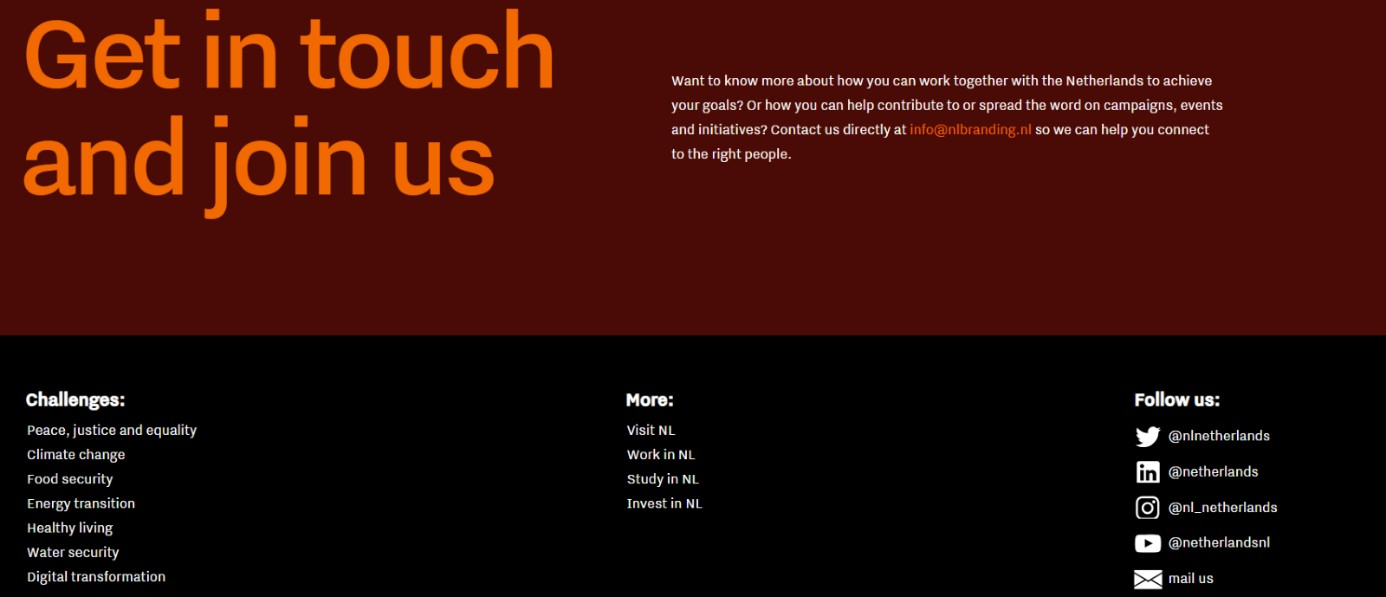 Get in touch
and join us
Want to know more about how you can work together with the Netherlands to achieve
your goals? Or how you can help contribute to or spread the word on campaigns, events
and initiatives? Contact us directly at info@nlbranding.nl so we can help you connect
to the right people.
Challenges:
Peace, justice and equality
Climate change
Food security
Energy transition
Healthy living
Water security
Digital transformation
More:
Visit NL
Work in NL
Study in NL
Invest in NL
Follow us:
@nlnetherlands
@netherlands
@nl_netherlands
@netherlandsnl
mail us